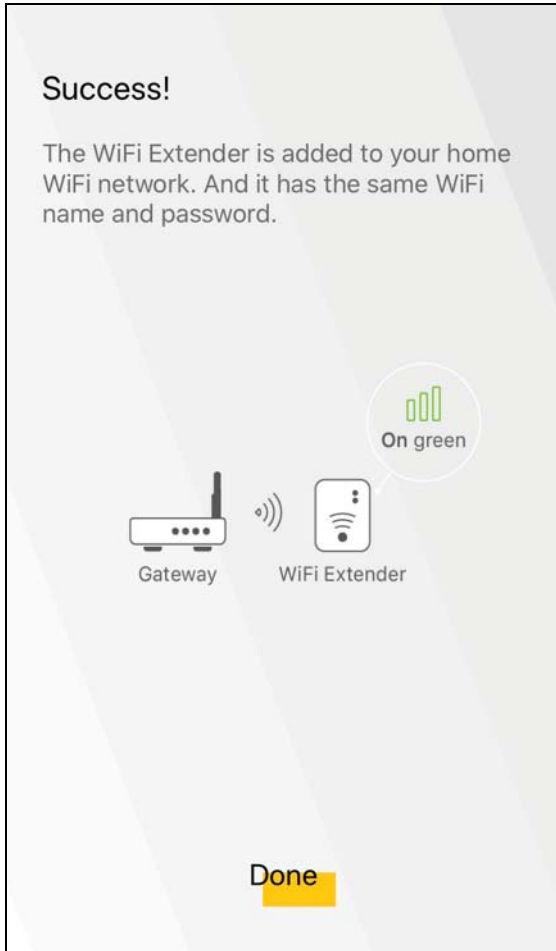 Success!
The WiFi Extender is added to your home
WiFi network. And it has the same WiFi
name and password.
On green
Gateway
WiFi Extender
Done